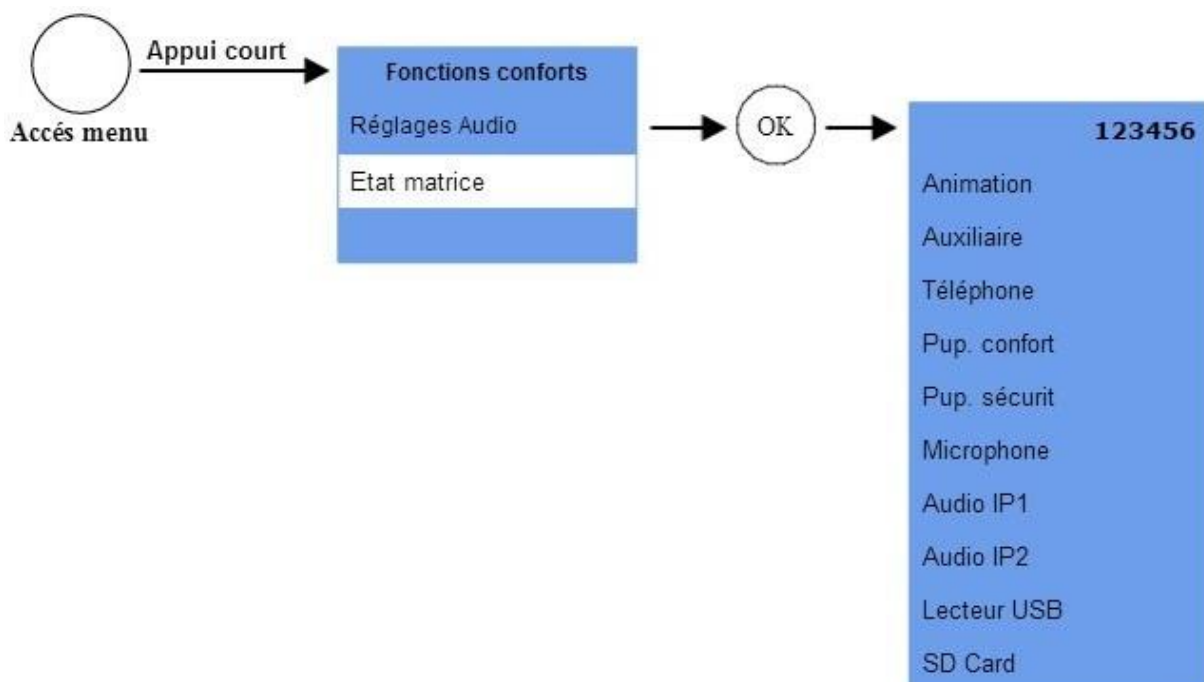 Accés menu
Appui court
Fonctions conforts
Réglages Audio
Etat matrice
OK
123456
Animation
Auxiliaire
Téléphone
Pup. confort
Pup. sécurit
Microphone
Audio IP1
Audio IP2
Lecteur USB
SD Card